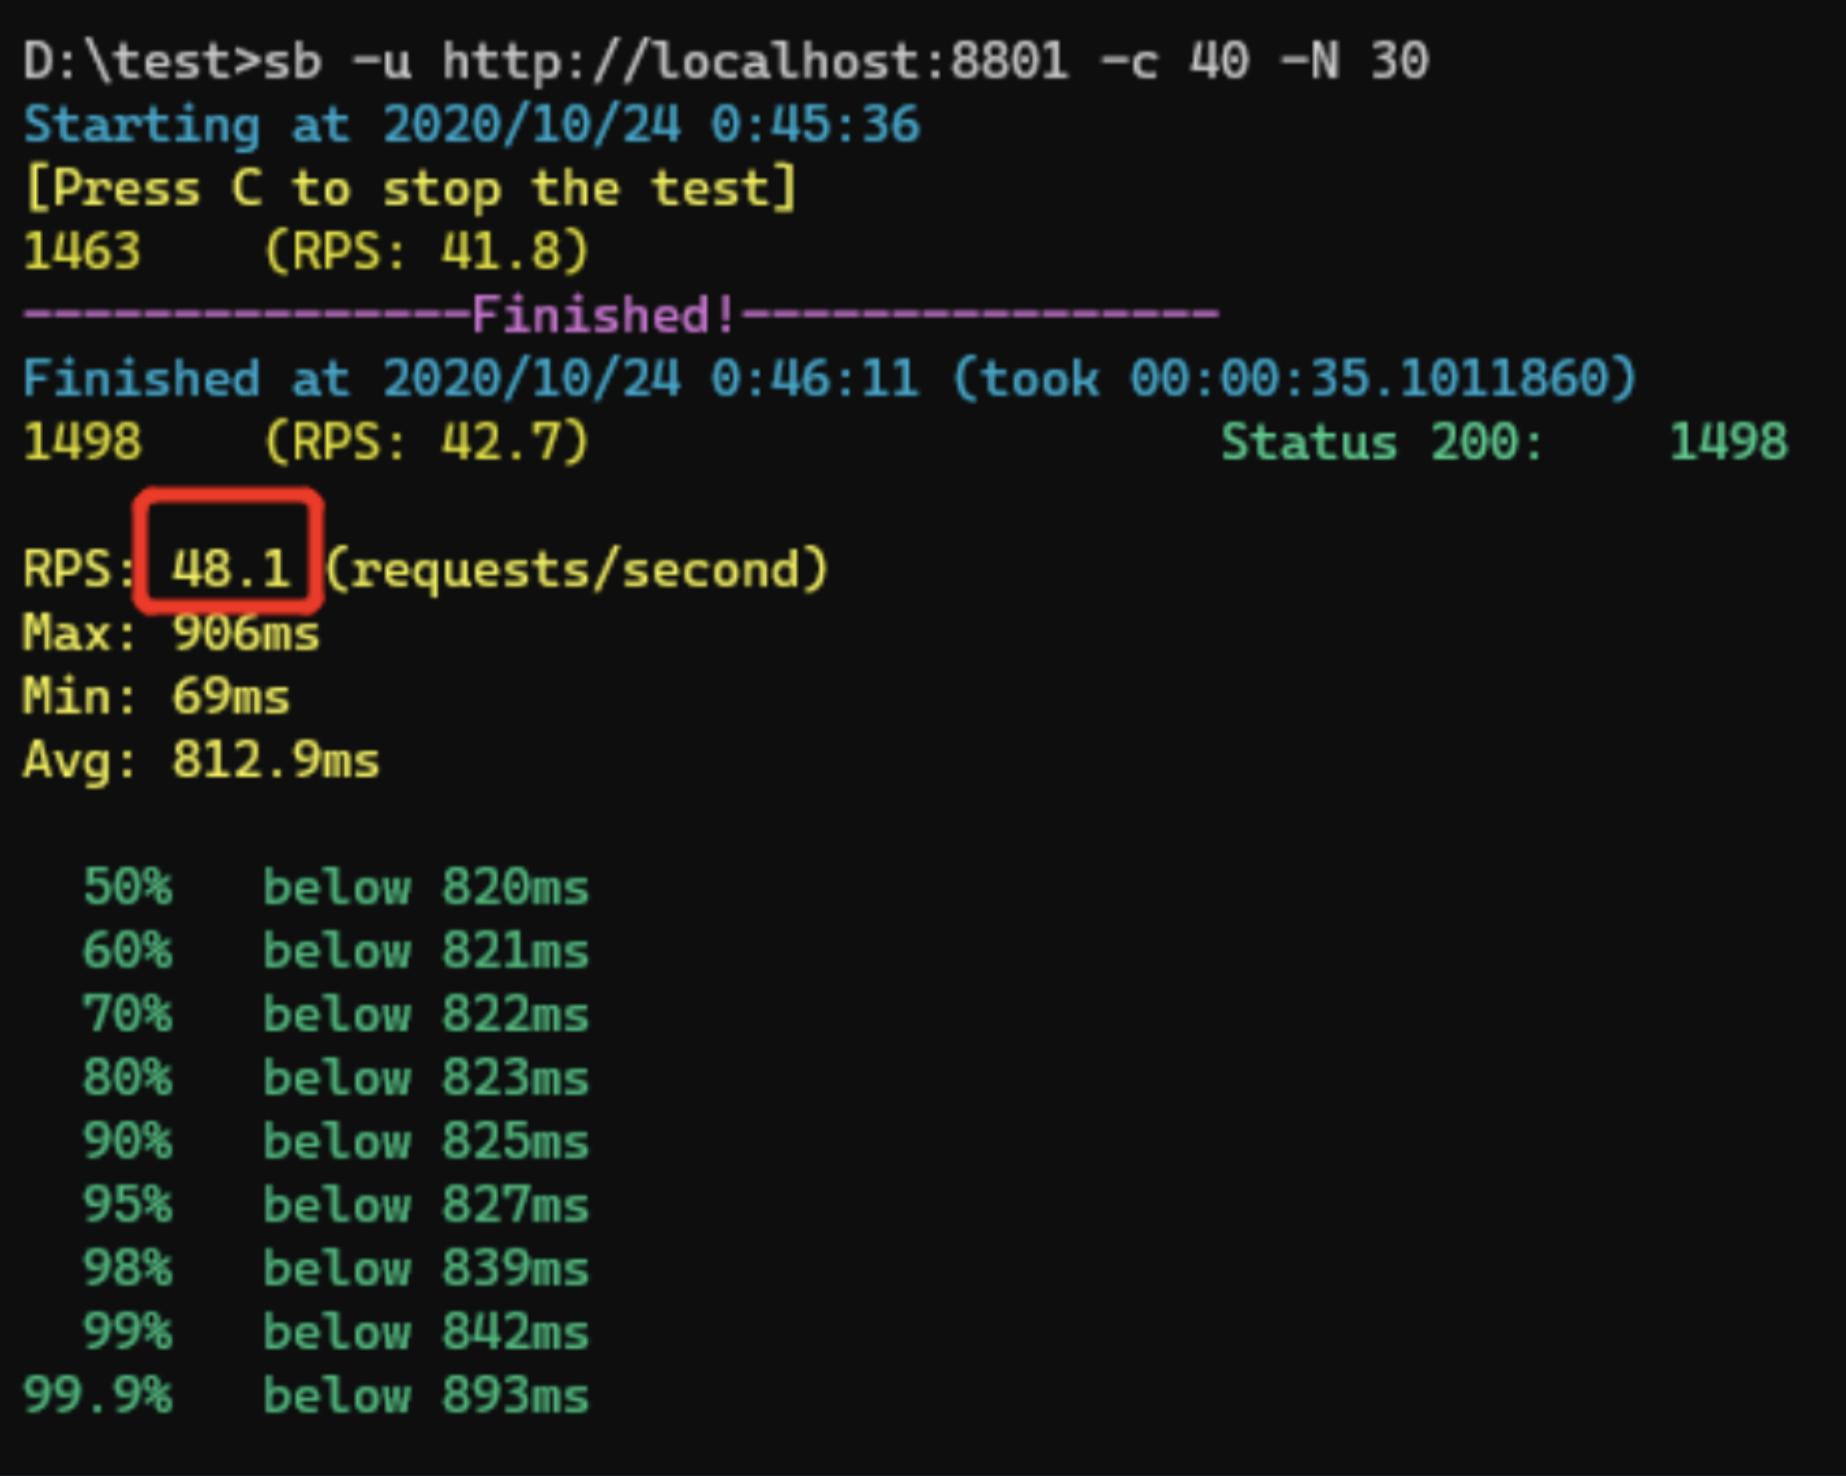 D:\test>sb -u http://localhost:8801 -c 40 -N 30
Starting at 2020/10/24 0:45:36
[Press C to stop the test]
1463    (RPS: 41.8)
---------------Finished!----------------
Finished at 2020/10/24 0:46:11 (took 00:00:35.1011860)
1498    (RPS: 42.7)                     Status 200:    1498
RPS: 48.1 (requests/second)
Max: 906ms
Min: 69ms
Avg: 812.9ms
  50%   below 820ms
  60%   below 821ms
  70%   below 822ms
  80%   below 823ms
  90%   below 825ms
  95%   below 827ms
  98%   below 839ms
  99%   below 842ms
99.9%   below 893ms